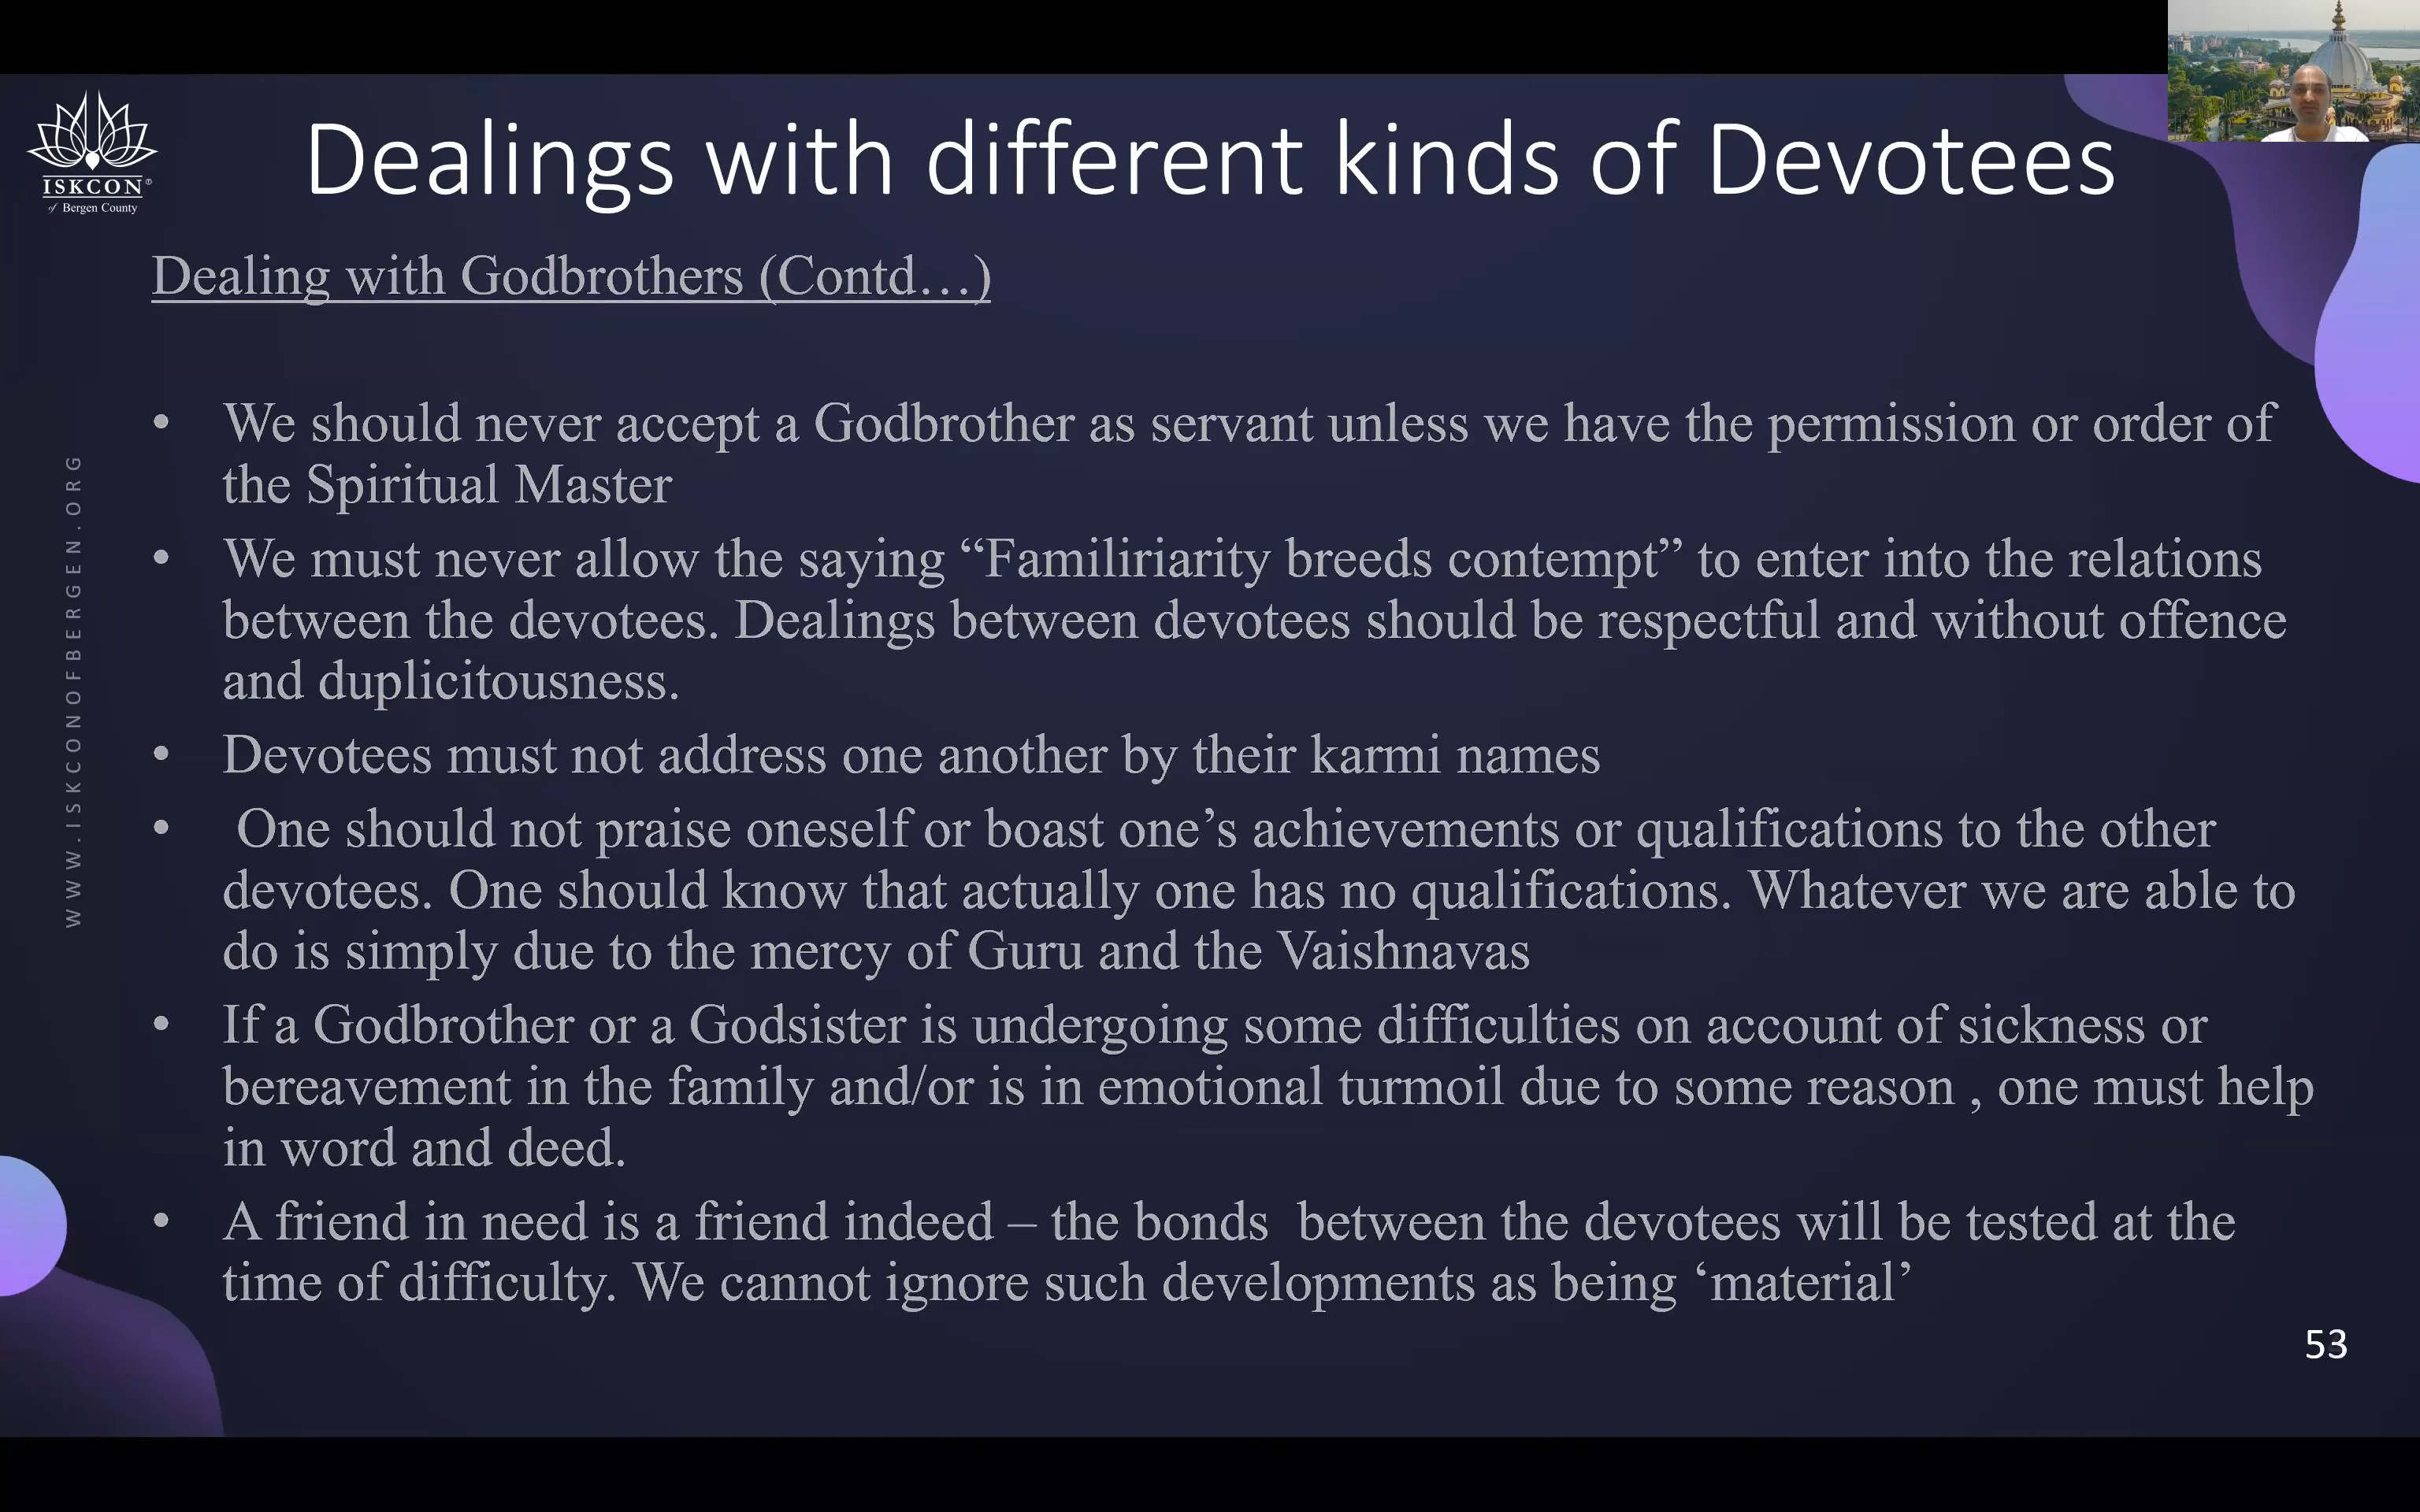 Dealings with different kinds of Devotees
ISKCON®
of Bergen County
Dealing with Godbrothers (Contd…)
• We should never accept a Godbrother as servant unless we have the permission or order of
the Spiritual Master
• We must never allow the saying “Familiriarity breeds contempt” to enter into the relations
between the devotees. Dealings between devotees should be respectful and without offence
and duplicitousness.
• Devotees must not address one another by their karmi names
• One should not praise oneself or boast one’s achievements or qualifications to the other
devotees. One should know that actually one has no qualifications. Whatever we are able to
do is simply due to the mercy of Guru and the Vaishnavas
• If a Godbrother or a Godsister is undergoing some difficulties on account of sickness or
bereavement in the family and/or is in emotional turmoil due to some reason , one must help
in word and deed.
• A friend in need is a friend indeed – the bonds  between the devotees will be tested at the
time of difficulty. We cannot ignore such developments as being ‘material’
WWW.ISKCONOFBERGEN.ORG
53